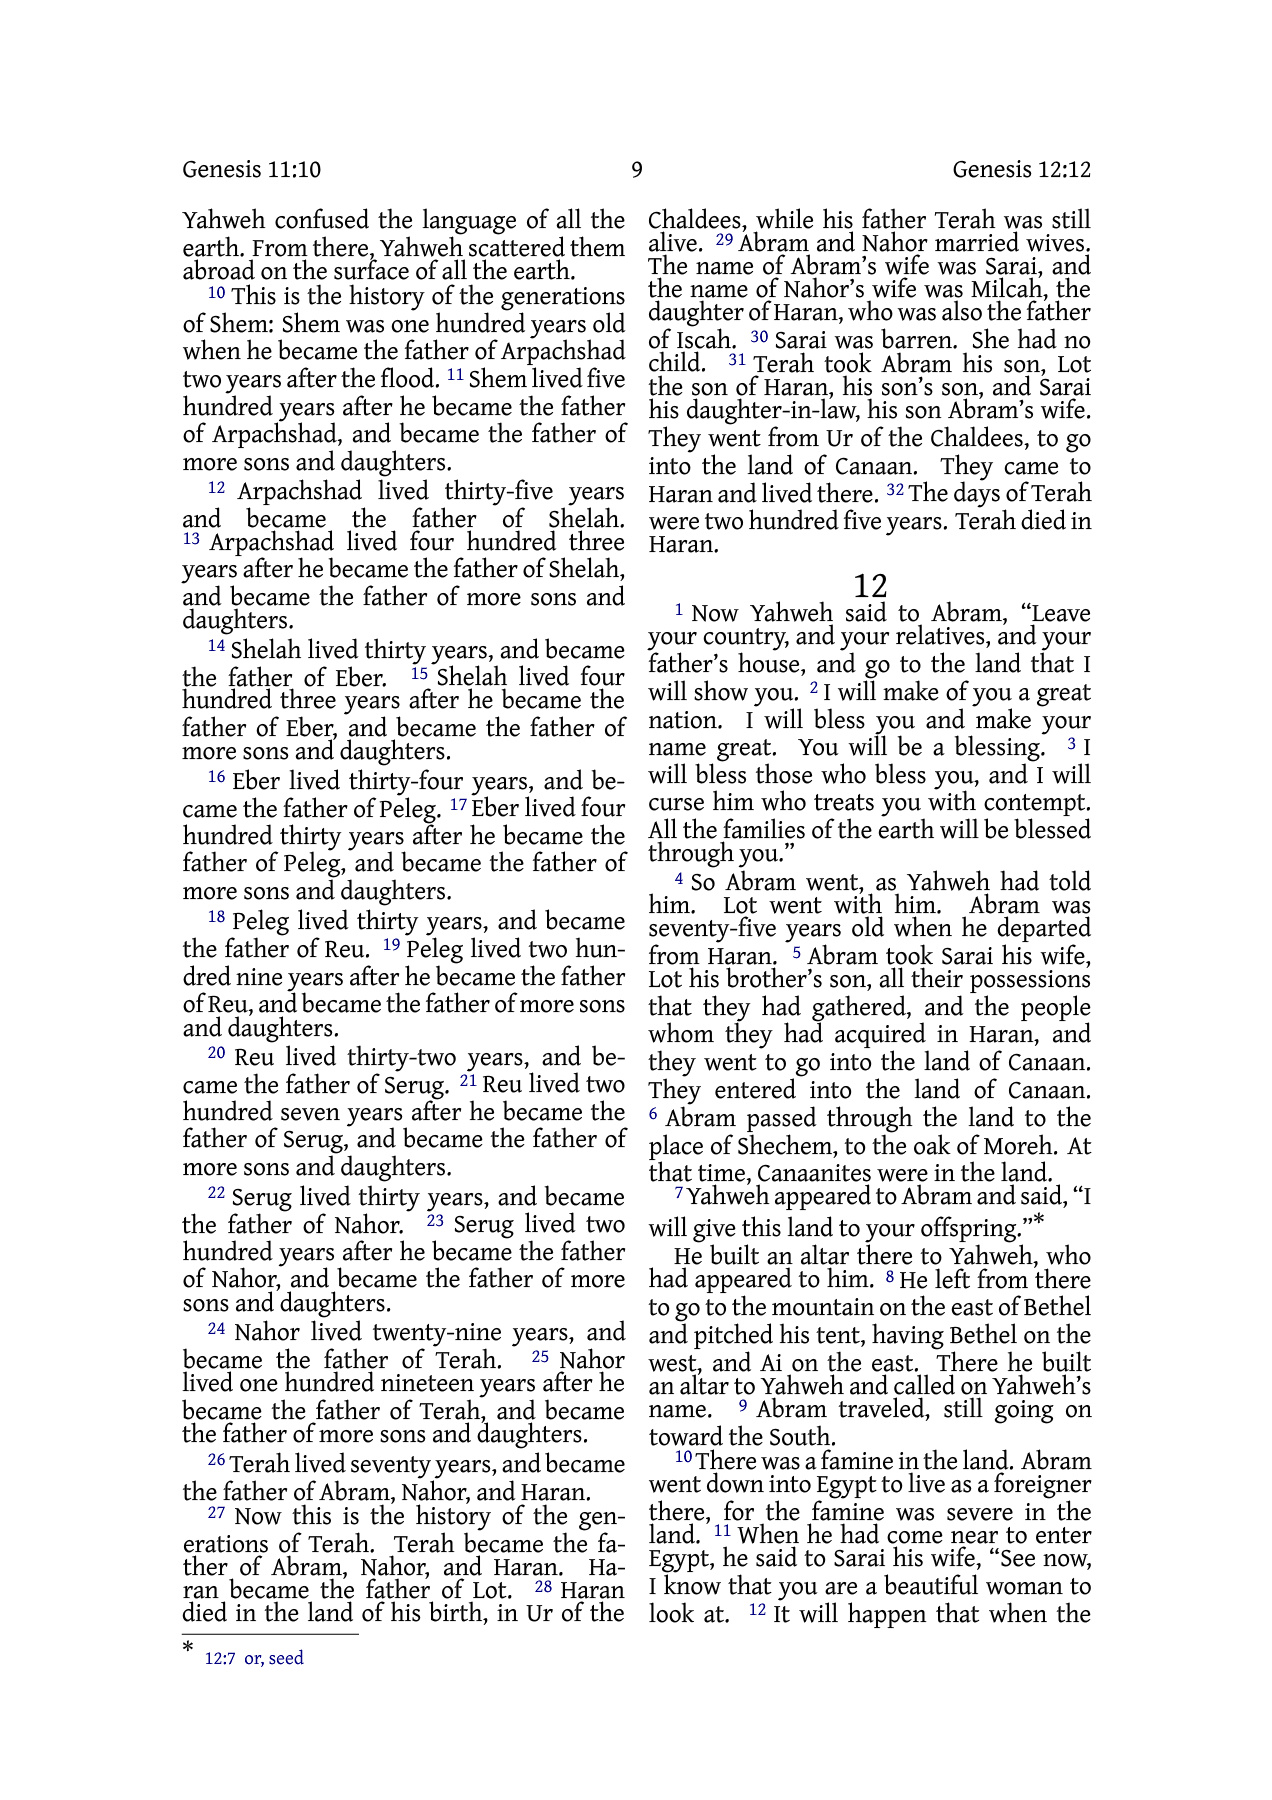 Genesis 11:10
9
Genesis 12:12
Yahweh confused the language of all the
earth. From there, Yahweh scattered them
abroad on the surface of all the earth.
10 This is the history of the generations
of Shem: Shem was one hundred years old
when he became the father of Arpachshad
two years after the flood. 11 Shem lived five
hundred years after he became the father
of Arpachshad, and became the father of
more sons and daughters.
12 Arpachshad lived thirty-five years
and became the father of Shelah.
13 Arpachshad lived four hundred three
years after he became the father of Shelah,
and became the father of more sons and
daughters.
14 Shelah lived thirty years, and became
the father of Eber. 15 Shelah lived four
hundred three years after he became the
father of Eber, and became the father of
more sons and daughters.
16 Eber lived thirty-four years, and be-
came the father of Peleg. 17 Eber lived four
hundred thirty years after he became the
father of Peleg, and became the father of
more sons and daughters.
18 Peleg lived thirty years, and became
the father of Reu. 19 Peleg lived two hun-
dred nine years after he became the father
of Reu, and became the father of more sons
and daughters.
20 Reu lived thirty-two years, and be-
came the father of Serug. 21 Reu lived two
hundred seven years after he became the
father of Serug, and became the father of
more sons and daughters.
22 Serug lived thirty years, and became
the father of Nahor. 23 Serug lived two
hundred years after he became the father
of Nahor, and became the father of more
sons and daughters.
24 Nahor lived twenty-nine years, and
became the father of Terah. 25 Nahor
lived one hundred nineteen years after he
became the father of Terah, and became
the father of more sons and daughters.
26 Terah lived seventy years, and became
the father of Abram, Nahor, and Haran.
27 Now this is the history of the gen-
erations of Terah. Terah became the fa-
ther of Abram, Nahor, and Haran. Ha-
ran became the father of Lot. 28 Haran
died in the land of his birth, in Ur of the
Chaldees, while his father Terah was still
alive. 29 Abram and Nahor married wives.
The name of Abram’s wife was Sarai, and
the name of Nahor’s wife was Milcah, the
daughter of Haran, who was also the father
of Iscah. 30 Sarai was barren. She had no
child. 31 Terah took Abram his son, Lot
the son of Haran, his son’s son, and Sarai
his daughter-in-law, his son Abram’s wife.
They went from Ur of the Chaldees, to go
into the land of Canaan. They came to
Haran and lived there. 32 The days of Terah
were two hundred five years. Terah died in
Haran.
12
1 Now Yahweh said to Abram, “Leave
your country, and your relatives, and your
father’s house, and go to the land that I
will show you. 2 I will make of you a great
nation. I will bless you and make your
name great. You will be a blessing. 3 I
will bless those who bless you, and I will
curse him who treats you with contempt.
All the families of the earth will be blessed
through you.”
4 So Abram went, as Yahweh had told
him. Lot went with him. Abram was
seventy-five years old when he departed
from Haran. 5 Abram took Sarai his wife,
Lot his brother’s son, all their possessions
that they had gathered, and the people
whom they had acquired in Haran, and
they went to go into the land of Canaan.
They entered into the land of Canaan.
6 Abram passed through the land to the
place of Shechem, to the oak of Moreh. At
that time, Canaanites were in the land.
7 Yahweh appeared to Abram and said, “I
will give this land to your offspring.”*
He built an altar there to Yahweh, who
had appeared to him. 8 He left from there
to go to the mountain on the east of Bethel
and pitched his tent, having Bethel on the
west, and Ai on the east. There he built
an altar to Yahweh and called on Yahweh’s
name. 9 Abram traveled, still going on
toward the South.
10 There was a famine in the land. Abram
went down into Egypt to live as a foreigner
there, for the famine was severe in the
land. 11 When he had come near to enter
Egypt, he said to Sarai his wife, “See now,
I know that you are a beautiful woman to
look at. 12 It will happen that when the
* 12:7 or, seed